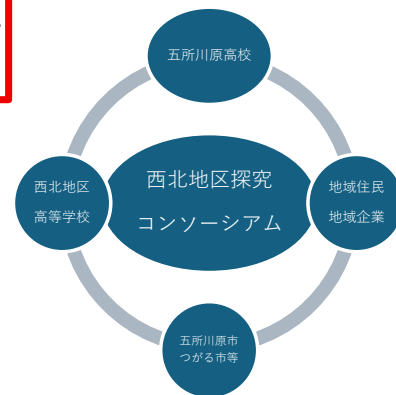 五所川原高校
西北地区探究
コンソーシアム
西北地区
高等学校
地域住民
地域企業
五所川原市
つがる市等